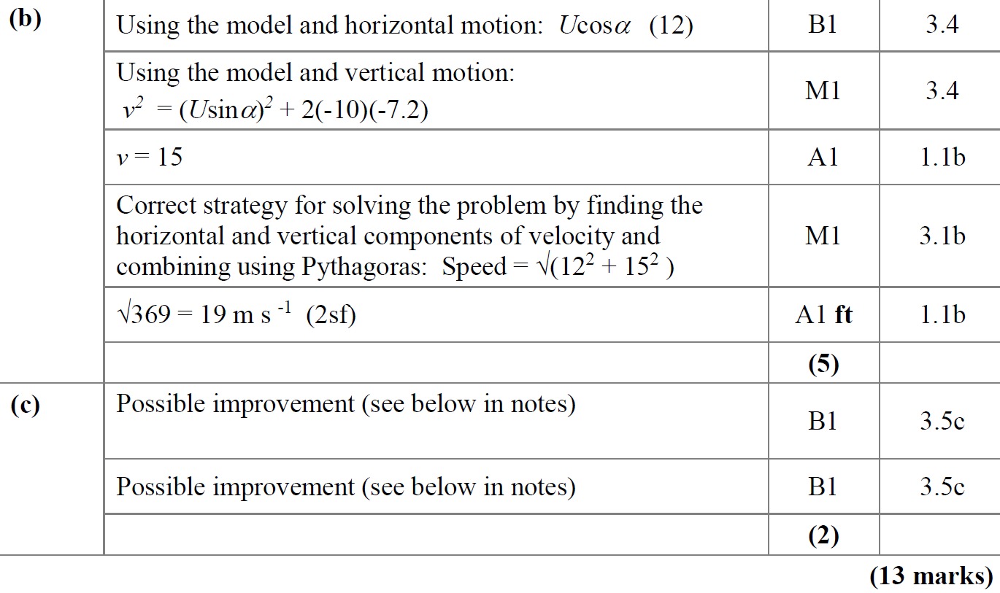 (b) Using the model and horizontal motion: Ucosα (12) B1 3.4
Using the model and vertical motion:
v² = (Usinα)² + 2(-10)(-7.2) M1 3.4
v = 15 A1 1.1b
Correct strategy for solving the problem by finding the
horizontal and vertical components of velocity and M1 3.1b
combining using Pythagoras: Speed = √(12² + 15² )
√369 = 19 m s ⁻¹ (2sf) A1 ft 1.1b
(5)
(c) Possible improvement (see below in notes) B1 3.5c
Possible improvement (see below in notes) B1 3.5c
(2)
(13 marks)